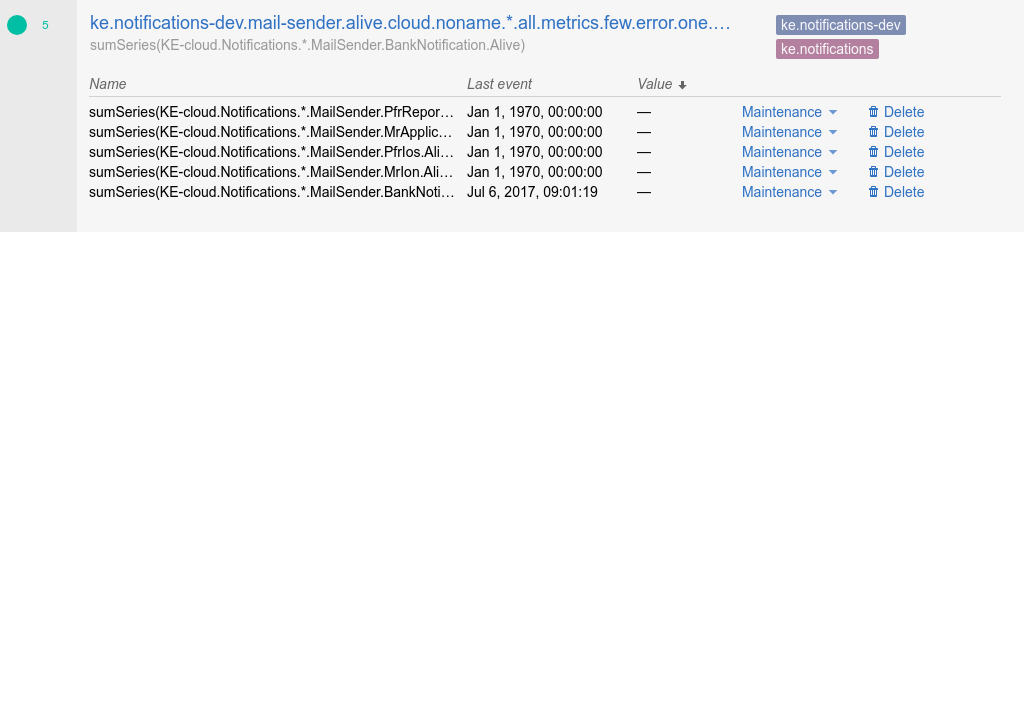 5
ke.notifications-dev.mail-sender.alive.cloud.noname.*.all.metrics.few.error.one.…
ke.notifications-dev
sumSeries(KE-cloud.Notifications.*.MailSender.BankNotification.Alive)
ke.notifications
Name Last event Value
sumSeries(KE-cloud.Notifications.*.MailSender.PfrRepor… Jan 1, 1970, 00:00:00 — Maintenance Delete
sumSeries(KE-cloud.Notifications.*.MailSender.MrApplic… Jan 1, 1970, 00:00:00 — Maintenance Delete
sumSeries(KE-cloud.Notifications.*.MailSender.PfrIos.Ali… Jan 1, 1970, 00:00:00 — Maintenance Delete
sumSeries(KE-cloud.Notifications.*.MailSender.MrIon.Ali… Jan 1, 1970, 00:00:00 — Maintenance Delete
sumSeries(KE-cloud.Notifications.*.MailSender.BankNoti… Jul 6, 2017, 09:01:19 — Maintenance Delete